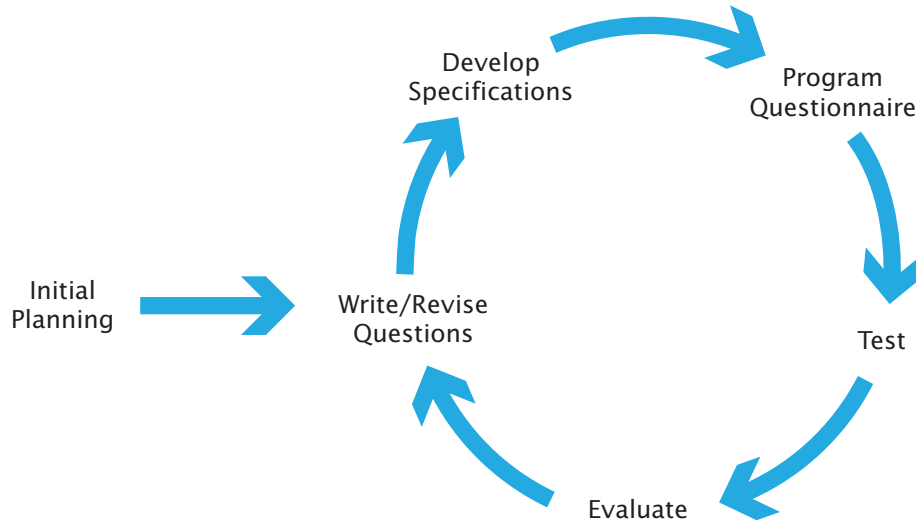 Develop
Specifications
Program
Questionnaire
Initial
Planning
Write/Revise
Questions
Test
Evaluate